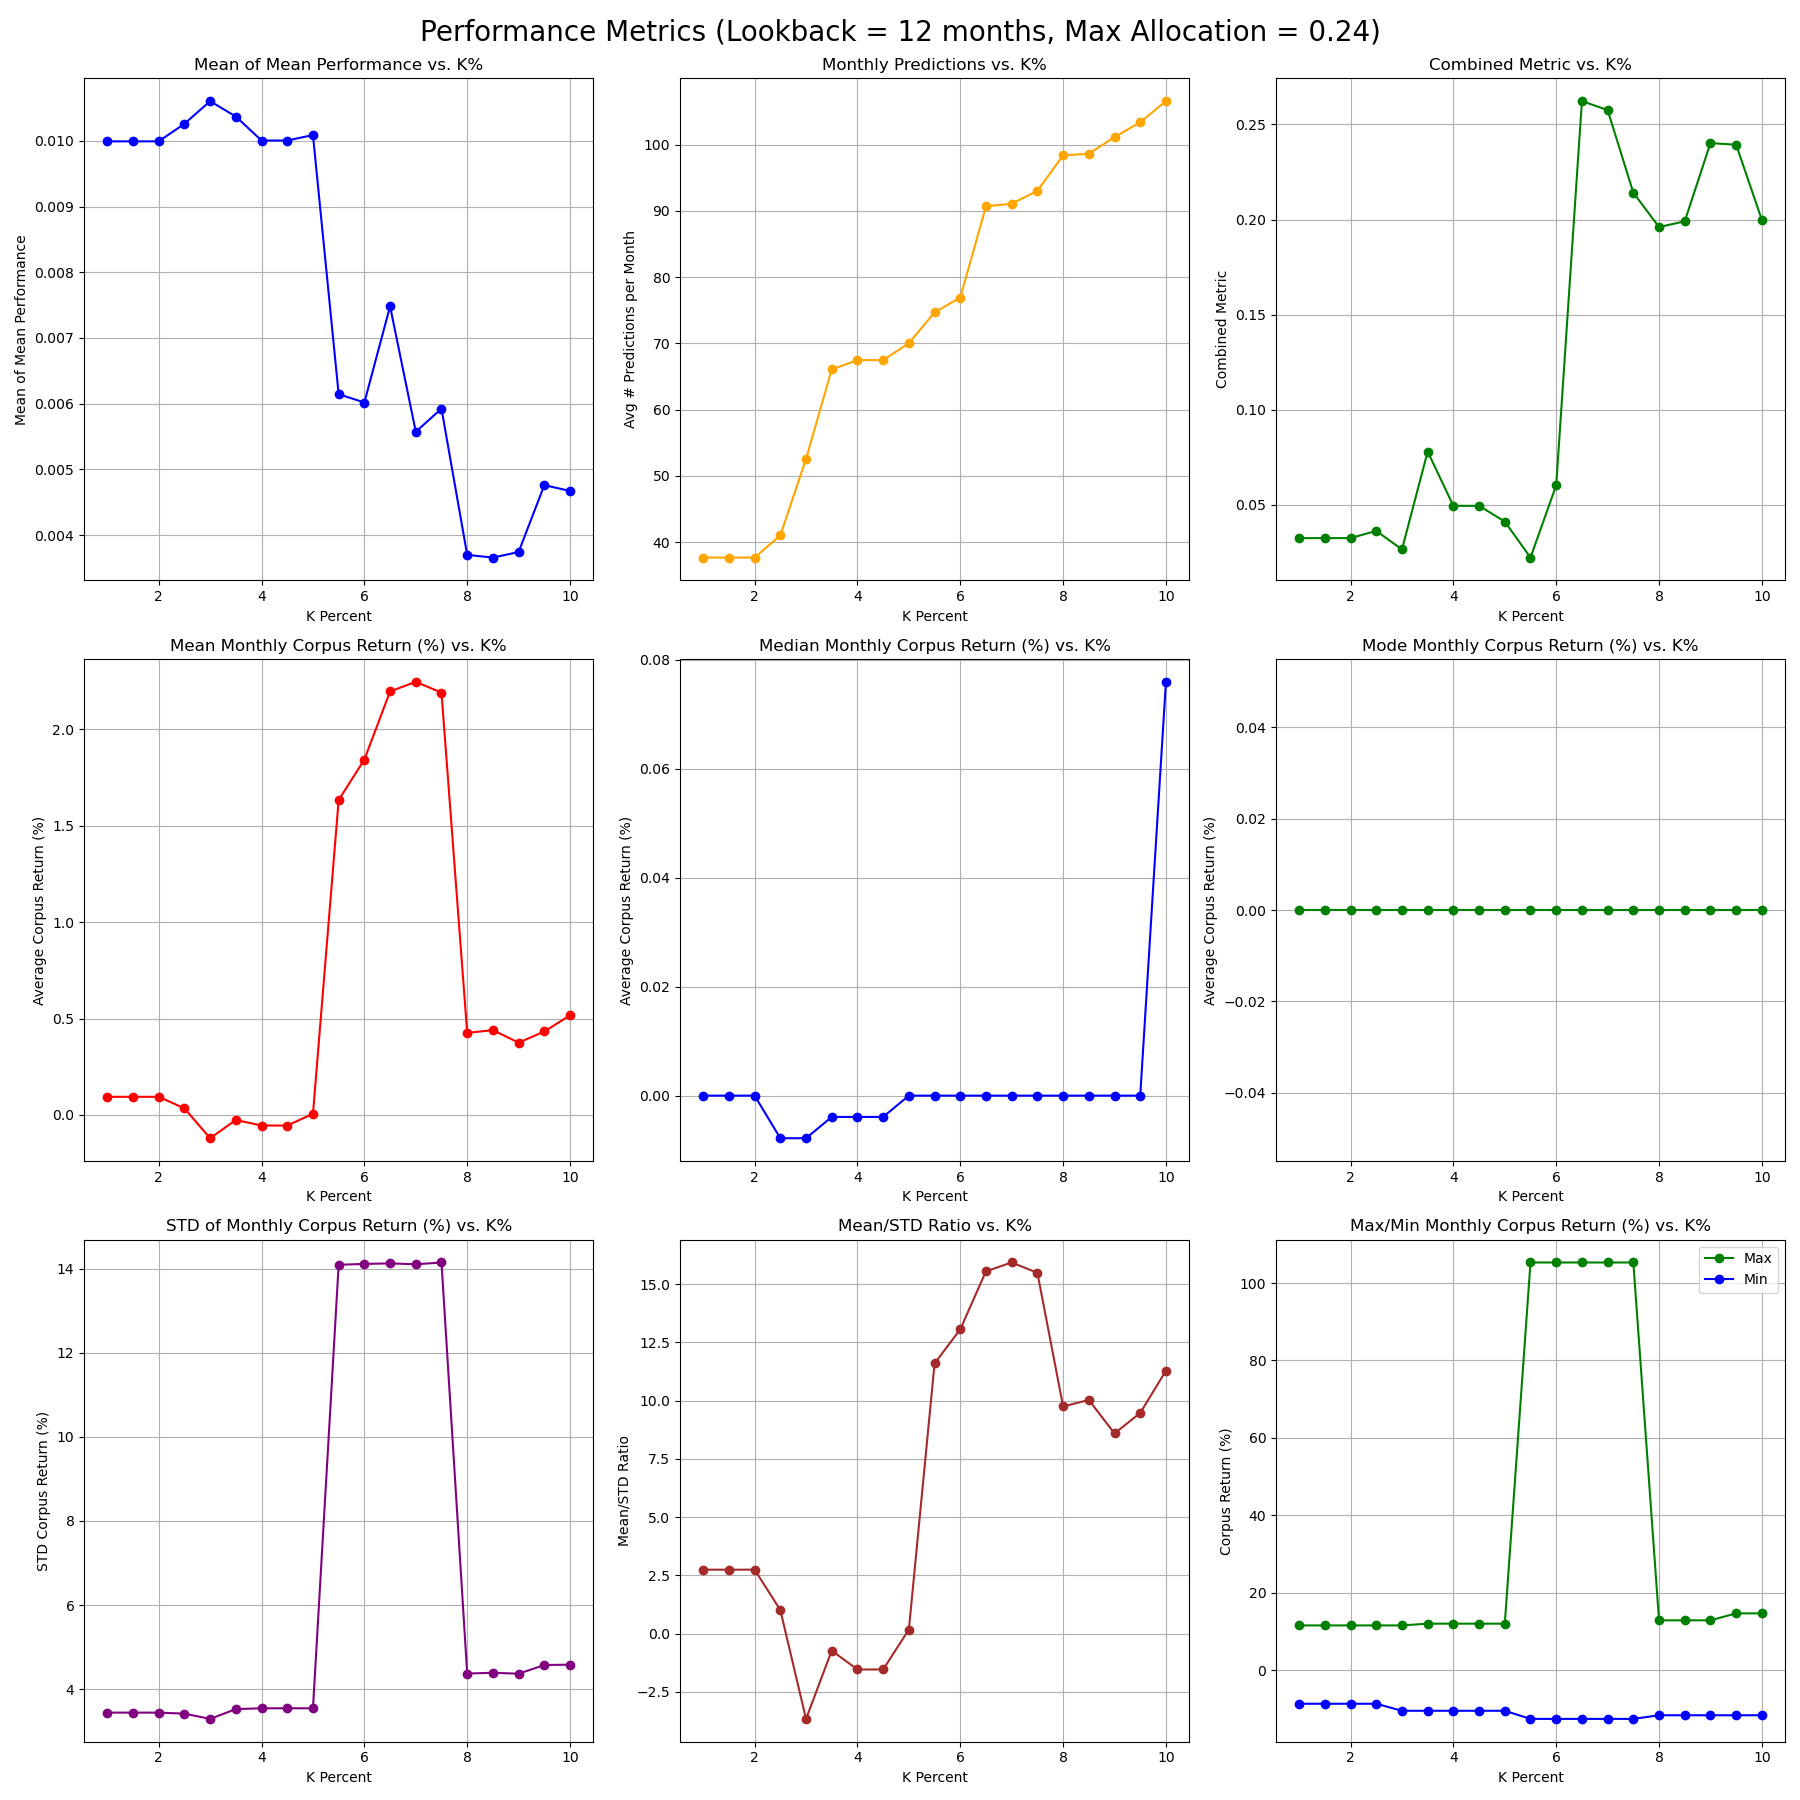 Performance Metrics (Lookback = 12 months, Max Allocation = 0.24)
Mean of Mean Performance vs. K%
Mean of Mean Performance
0.010
0.009
0.008
0.007
0.006
0.005
0.004
2 4 6 8 10
K Percent
Monthly Predictions vs. K%
Avg # Predictions per Month
100
90
80
70
60
50
40
2 4 6 8 10
K Percent
Combined Metric vs. K%
Combined Metric
0.25
0.20
0.15
0.10
0.05
2 4 6 8 10
K Percent
Mean Monthly Corpus Return (%) vs. K%
Average Corpus Return (%)
2.0
1.5
1.0
0.5
0.0
2 4 6 8 10
K Percent
Median Monthly Corpus Return (%) vs. K%
Average Corpus Return (%)
0.08
0.06
0.04
0.02
0.00
2 4 6 8 10
K Percent
Mode Monthly Corpus Return (%) vs. K%
Average Corpus Return (%)
0.04
0.02
0.00
−0.02
−0.04
2 4 6 8 10
K Percent
STD of Monthly Corpus Return (%) vs. K%
STD Corpus Return (%)
14
12
10
8
6
4
2 4 6 8 10
K Percent
Mean/STD Ratio vs. K%
Mean/STD Ratio
15.0
12.5
10.0
7.5
5.0
2.5
0.0
−2.5
2 4 6 8 10
K Percent
Max/Min Monthly Corpus Return (%) vs. K%
Corpus Return (%)
Max
Min
100
80
60
40
20
0
2 4 6 8 10
K Percent